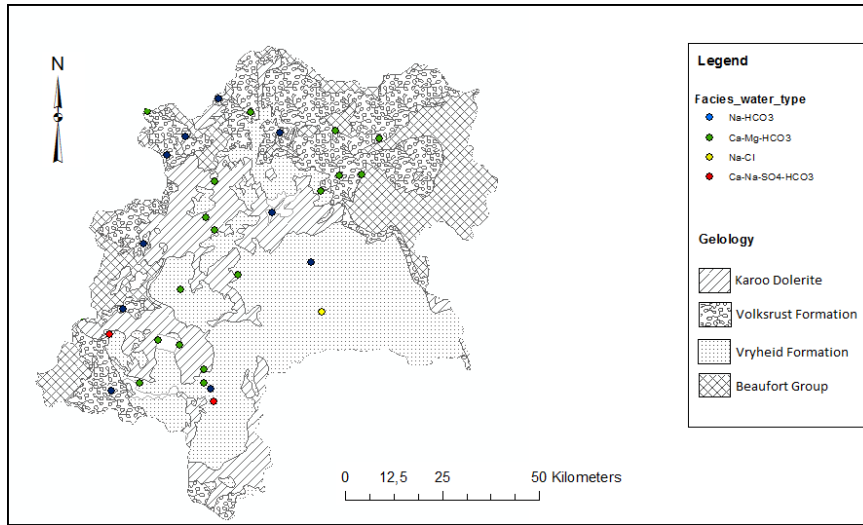 N
Legend
Facies_water_type
Na-HCO3
Ca-Mg-HCO3
Na-Cl
Ca-Na-SO4-HCO3
Gelology
Karoo Dolerite
Volksrust Formation
Vryheid Formation
Beaufort Group
0 12,5 25 50 Kilometers